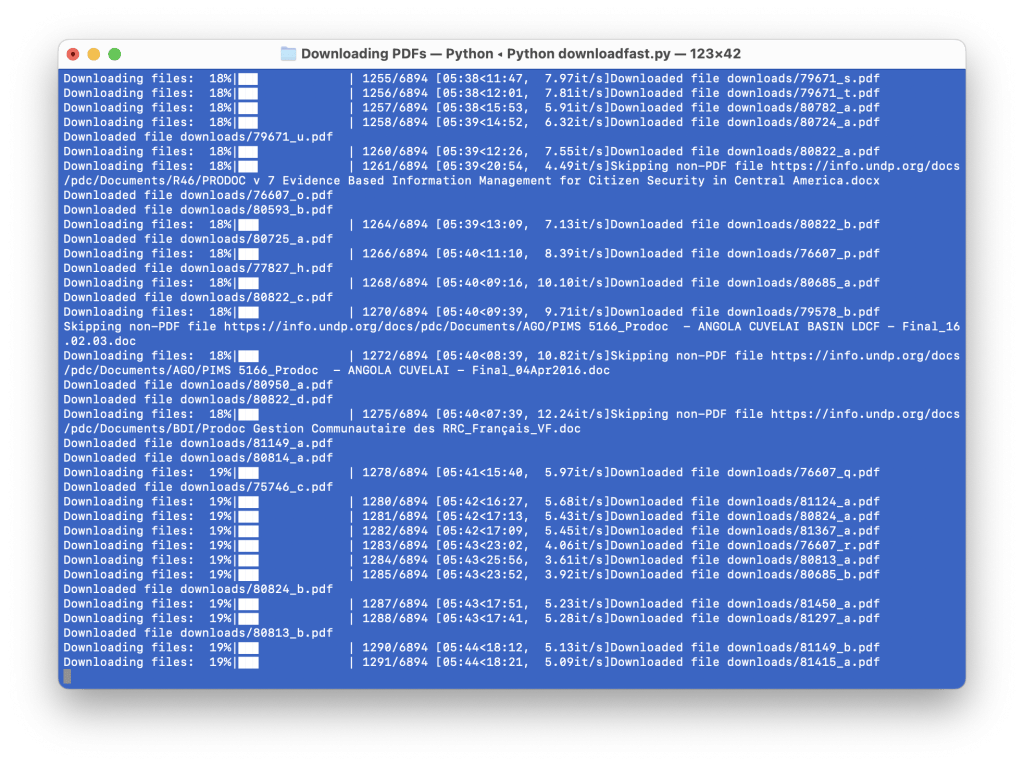 Downloading PDFs — Python ◂ Python downloadfast.py — 123×42
Downloading files:  18%|███            | 1255/6894 [05:38<11:47,  7.97it/s]Downloaded file downloads/79671_s.pdf
Downloading files:  18%|███            | 1256/6894 [05:38<12:01,  7.81it/s]Downloaded file downloads/79671_t.pdf
Downloading files:  18%|███            | 1257/6894 [05:38<15:53,  5.91it/s]Downloaded file downloads/80782_a.pdf
Downloading files:  18%|███            | 1258/6894 [05:39<14:52,  6.32it/s]Downloaded file downloads/80724_a.pdf
Downloaded file downloads/79671_u.pdf
Downloading files:  18%|███            | 1260/6894 [05:39<12:26,  7.55it/s]Downloaded file downloads/80822_a.pdf
Downloading files:  18%|███            | 1261/6894 [05:39<20:54,  4.49it/s]Skipping non-PDF file https://info.undp.org/docs
/pdc/Documents/R46/PRODOC v 7 Evidence Based Information Management for Citizen Security in Central America.docx
Downloaded file downloads/76607_o.pdf
Downloaded file downloads/80593_b.pdf
Downloading files:  18%|███            | 1264/6894 [05:39<13:09,  7.13it/s]Downloaded file downloads/80822_b.pdf
Downloaded file downloads/80725_a.pdf
Downloading files:  18%|███            | 1266/6894 [05:40<11:10,  8.39it/s]Downloaded file downloads/76607_p.pdf
Downloaded file downloads/77827_h.pdf
Downloading files:  18%|███            | 1268/6894 [05:40<09:16, 10.10it/s]Downloaded file downloads/80685_a.pdf
Downloaded file downloads/80822_c.pdf
Downloading files:  18%|███            | 1270/6894 [05:40<09:39,  9.71it/s]Downloaded file downloads/79578_b.pdf
Skipping non-PDF file https://info.undp.org/docs/pdc/Documents/AGO/PIMS 5166_Prodoc  – ANGOLA CUVELAI BASIN LDCF – Final_16
.02.03.doc
Downloading files:  18%|███            | 1272/6894 [05:40<08:39, 10.82it/s]Skipping non-PDF file https://info.undp.org/docs
/pdc/Documents/AGO/PIMS 5166_Prodoc  – ANGOLA CUVELAI – Final_04Apr2016.doc
Downloaded file downloads/80950_a.pdf
Downloaded file downloads/80822_d.pdf
Downloading files:  18%|███            | 1275/6894 [05:40<07:39, 12.24it/s]Skipping non-PDF file https://info.undp.org/docs
/pdc/Documents/BDI/Prodoc Gestion Communautaire des RRC_Français_VF.doc
Downloaded file downloads/81149_a.pdf
Downloaded file downloads/80814_a.pdf
Downloading files:  19%|███            | 1278/6894 [05:41<15:40,  5.97it/s]Downloaded file downloads/76607_q.pdf
Downloaded file downloads/75746_c.pdf
Downloading files:  19%|███            | 1280/6894 [05:42<16:27,  5.68it/s]Downloaded file downloads/81124_a.pdf
Downloading files:  19%|███            | 1281/6894 [05:42<17:13,  5.43it/s]Downloaded file downloads/80824_a.pdf
Downloading files:  19%|███            | 1282/6894 [05:42<17:09,  5.45it/s]Downloaded file downloads/81367_a.pdf
Downloading files:  19%|███            | 1283/6894 [05:43<23:02,  4.06it/s]Downloaded file downloads/76607_r.pdf
Downloading files:  19%|███            | 1284/6894 [05:43<25:56,  3.61it/s]Downloaded file downloads/80813_a.pdf
Downloading files:  19%|███            | 1285/6894 [05:43<23:52,  3.92it/s]Downloaded file downloads/80685_b.pdf
Downloaded file downloads/80824_b.pdf
Downloading files:  19%|███            | 1287/6894 [05:43<17:51,  5.23it/s]Downloaded file downloads/81450_a.pdf
Downloading files:  19%|███            | 1288/6894 [05:43<17:41,  5.28it/s]Downloaded file downloads/81297_a.pdf
Downloaded file downloads/80813_b.pdf
Downloading files:  19%|███            | 1290/6894 [05:44<18:12,  5.13it/s]Downloaded file downloads/81149_b.pdf
Downloading files:  19%|███            | 1291/6894 [05:44<18:21,  5.09it/s]Downloaded file downloads/81415_a.pdf